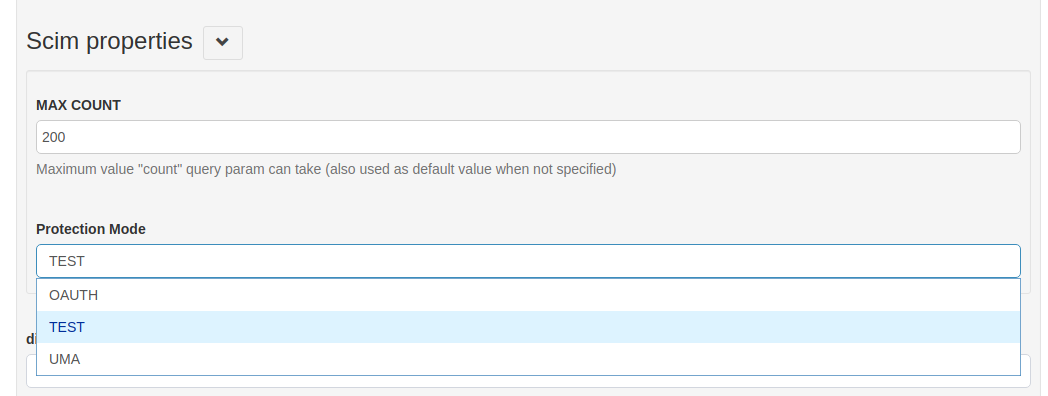 Scim properties
MAX COUNT
200
Maximum value "count" query param can take (also used as default value when not specified)
Protection Mode
TEST
OAUTH
TEST
UMA